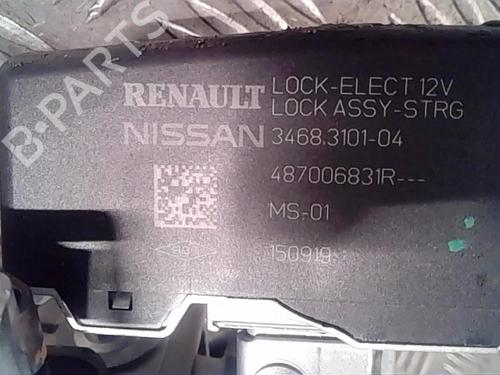 RENAULT LOCK-ELECT 12V
LOCK ASSY-STRG
NISSAN 3468.3101-04
487006831R---
MS-01
150919
B-PARTS